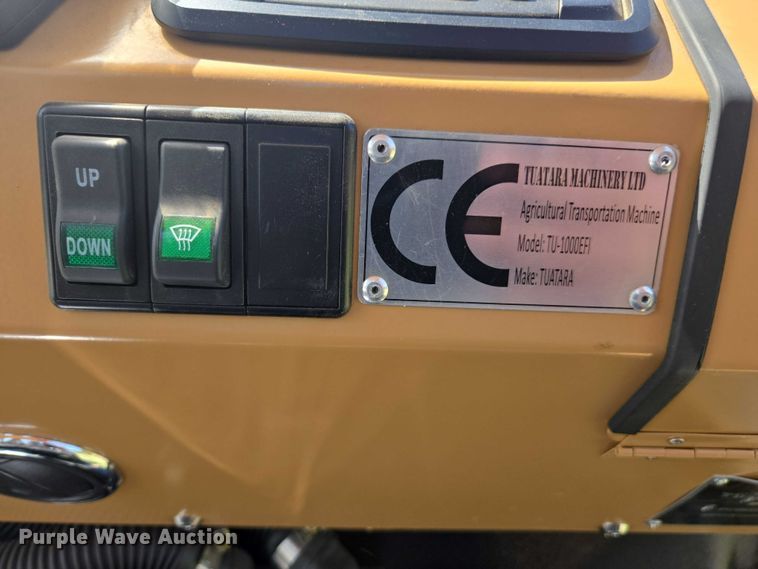 UP
DOWN
CE
TUATARA MACHINERY LTD
Agricultural Transportation Machine
Model: TU-1000EFI
Make: TUATARA
Purple Wave Auction